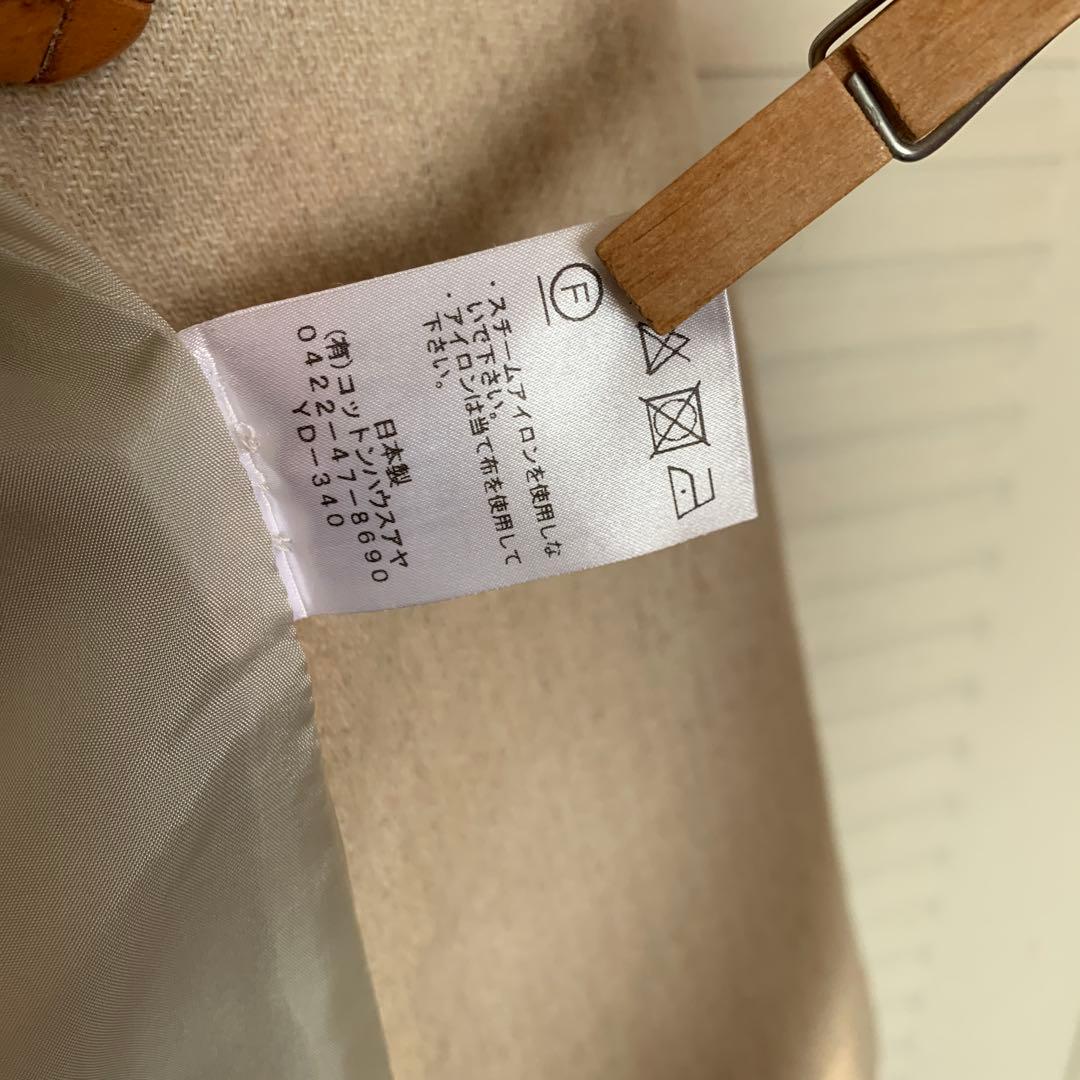 F
・スチームアイロンを使用しな
いで下さい。
・アイロンは当て布を使用して
下さい。
日本製
(有)コットンハウスアヤ
0422-47-8690
YD-340